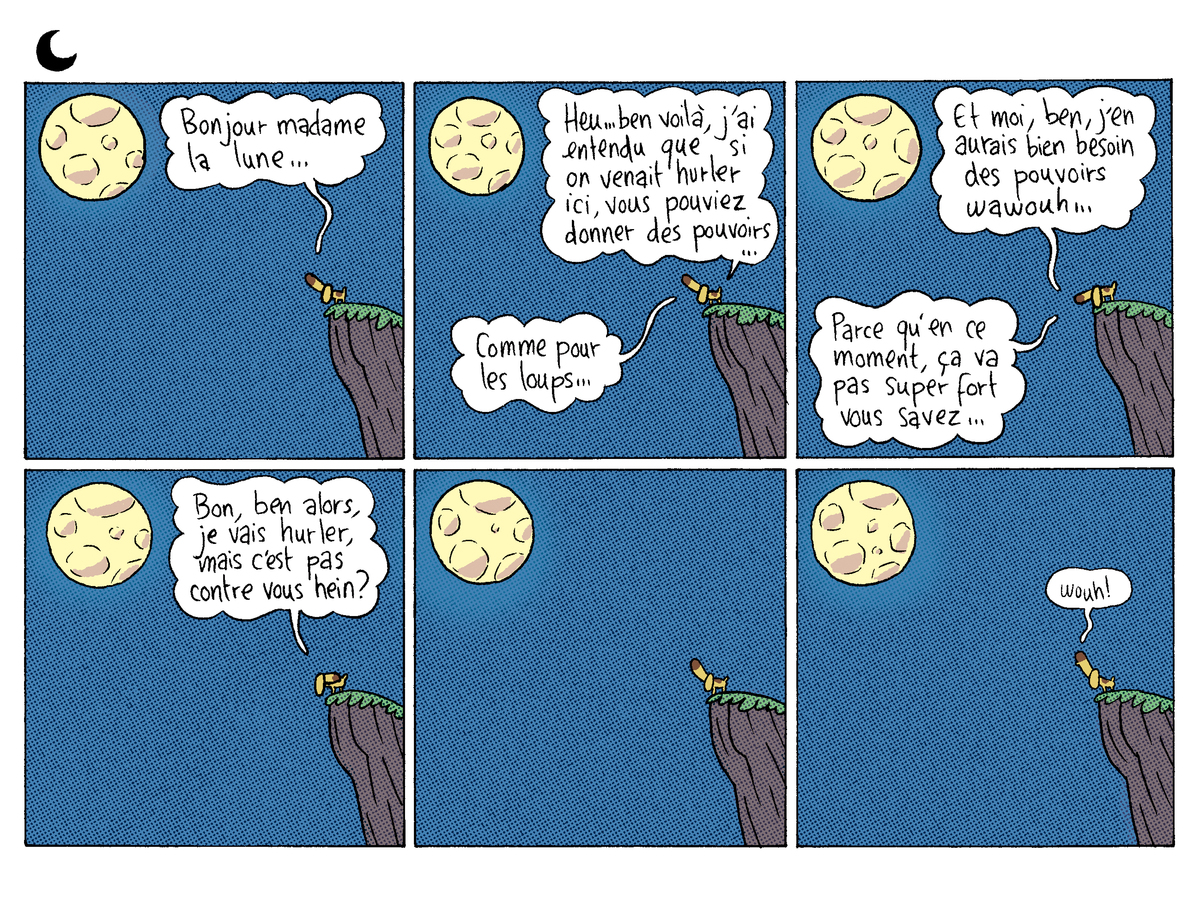 Bonjour madame
la lune...
Heu...ben voilà, j'ai
entendu que si
on venait hurler
ici, vous pouviez
donner des pouvoirs
...
Comme pour
les loups...
Et moi, ben, j'en
aurais bien besoin
des pouvoirs
wawouh...
Parce qu'en ce
moment, ça va
pas super fort
vous savez...
Bon, ben alors,
je vais hurler,
mais c'est pas
contre vous hein?
wouh!